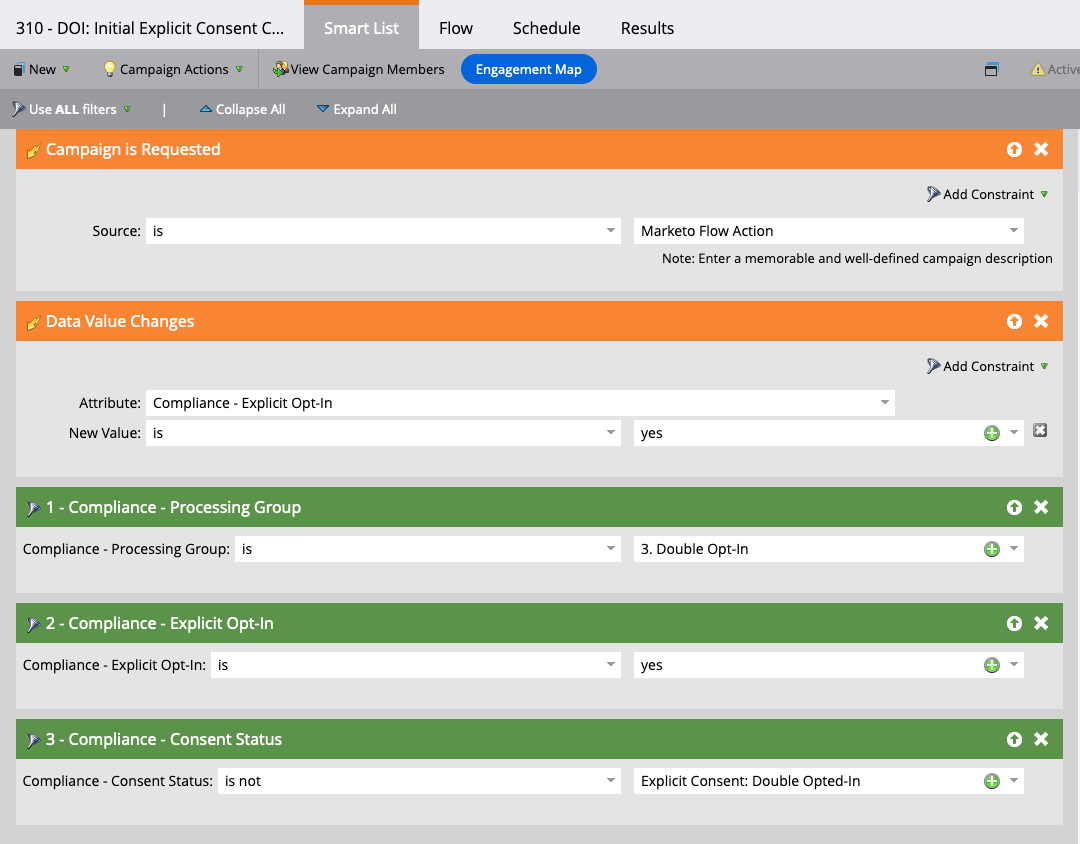 310 - DOI: Initial Explicit Consent C... Smart List Flow Schedule Results
New Campaign Actions View Campaign Members Engagement Map Active
Use ALL filters | Collapse All Expand All
Campaign is Requested
Add Constraint
Source: is Marketo Flow Action
Note: Enter a memorable and well-defined campaign description
Data Value Changes
Add Constraint
Attribute: Compliance - Explicit Opt-In
New Value: is yes
1 - Compliance - Processing Group
Compliance - Processing Group: is 3. Double Opt-In
2 - Compliance - Explicit Opt-In
Compliance - Explicit Opt-In: is yes
3 - Compliance - Consent Status
Compliance - Consent Status: is not Explicit Consent: Double Opted-In